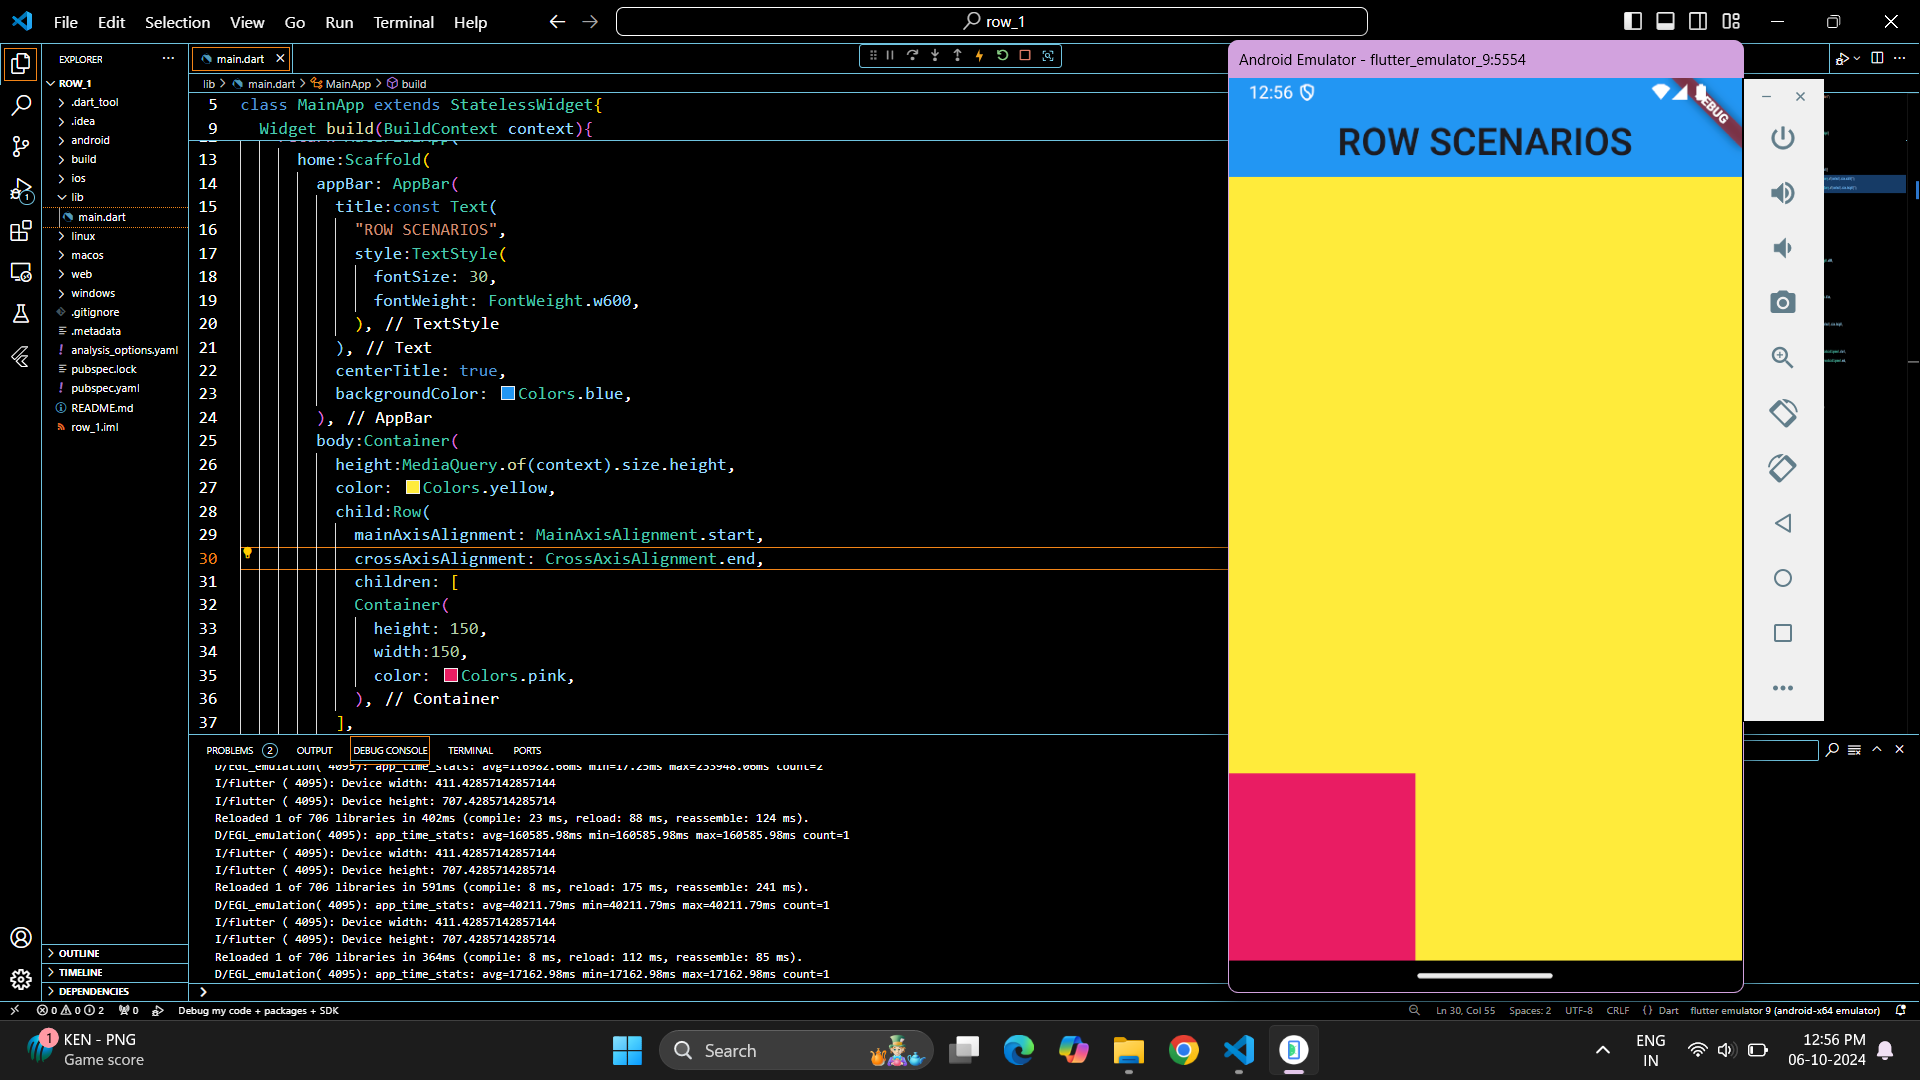 File Edit Selection View Go Run Terminal Help
row_1
EXPLORER
ROW_1
.dart_tool
.idea
android
build
ios
lib
main.dart
linux
macos
web
windows
.gitignore
.metadata
analysis_options.yaml
pubspec.lock
pubspec.yaml
README.md
row_1.iml
OUTLINE
TIMELINE
DEPENDENCIES
main.dart
lib > main.dart > MainApp > build
5 class MainApp extends StatelessWidget{
9 Widget build(BuildContext context){
13 home:Scaffold(
14 appBar: AppBar(
15 title:const Text(
16 "ROW SCENARIOS",
17 style:TextStyle(
18 fontSize: 30,
19 fontWeight: FontWeight.w600,
20 ), // TextStyle
21 ), // Text
22 centerTitle: true,
23 backgroundColor: Colors.blue,
24 ), // AppBar
25 body:Container(
26 height:MediaQuery.of(context).size.height,
27 color: Colors.yellow,
28 child:Row(
29 mainAxisAlignment: MainAxisAlignment.start,
30 crossAxisAlignment: CrossAxisAlignment.end,
31 children: [
32 Container(
33 height: 150,
34 width:150,
35 color: Colors.pink,
36 ), // Container
37 ],
PROBLEMS 2 OUTPUT DEBUG CONSOLE TERMINAL PORTS
D/EGL_emulation( 4095): app_time_stats: avg=116982.66ms min=17.25ms max=233948.06ms count=2
I/flutter ( 4095): Device width: 411.42857142857144
I/flutter ( 4095): Device height: 707.4285714285714
Reloaded 1 of 706 libraries in 402ms (compile: 23 ms, reload: 88 ms, reassemble: 124 ms).
D/EGL_emulation( 4095): app_time_stats: avg=160585.98ms min=160585.98ms max=160585.98ms count=1
I/flutter ( 4095): Device width: 411.42857142857144
I/flutter ( 4095): Device height: 707.4285714285714
Reloaded 1 of 706 libraries in 591ms (compile: 8 ms, reload: 175 ms, reassemble: 241 ms).
D/EGL_emulation( 4095): app_time_stats: avg=40211.79ms min=40211.79ms max=40211.79ms count=1
I/flutter ( 4095): Device width: 411.42857142857144
I/flutter ( 4095): Device height: 707.4285714285714
Reloaded 1 of 706 libraries in 364ms (compile: 8 ms, reload: 112 ms, reassemble: 85 ms).
D/EGL_emulation( 4095): app_time_stats: avg=17162.98ms min=17162.98ms max=17162.98ms count=1
Android Emulator - flutter_emulator_9:5554
12:56
DEBUG
ROW SCENARIOS
0 0 2 0 Debug my code + packages + SDK
Ln 30, Col 55 Spaces: 2 UTF-8 CRLF {} Dart flutter emulator 9 (android-x64 emulator)
1
KEN - PNG
Game score
Search
ENG
IN
12:56 PM
06-10-2024